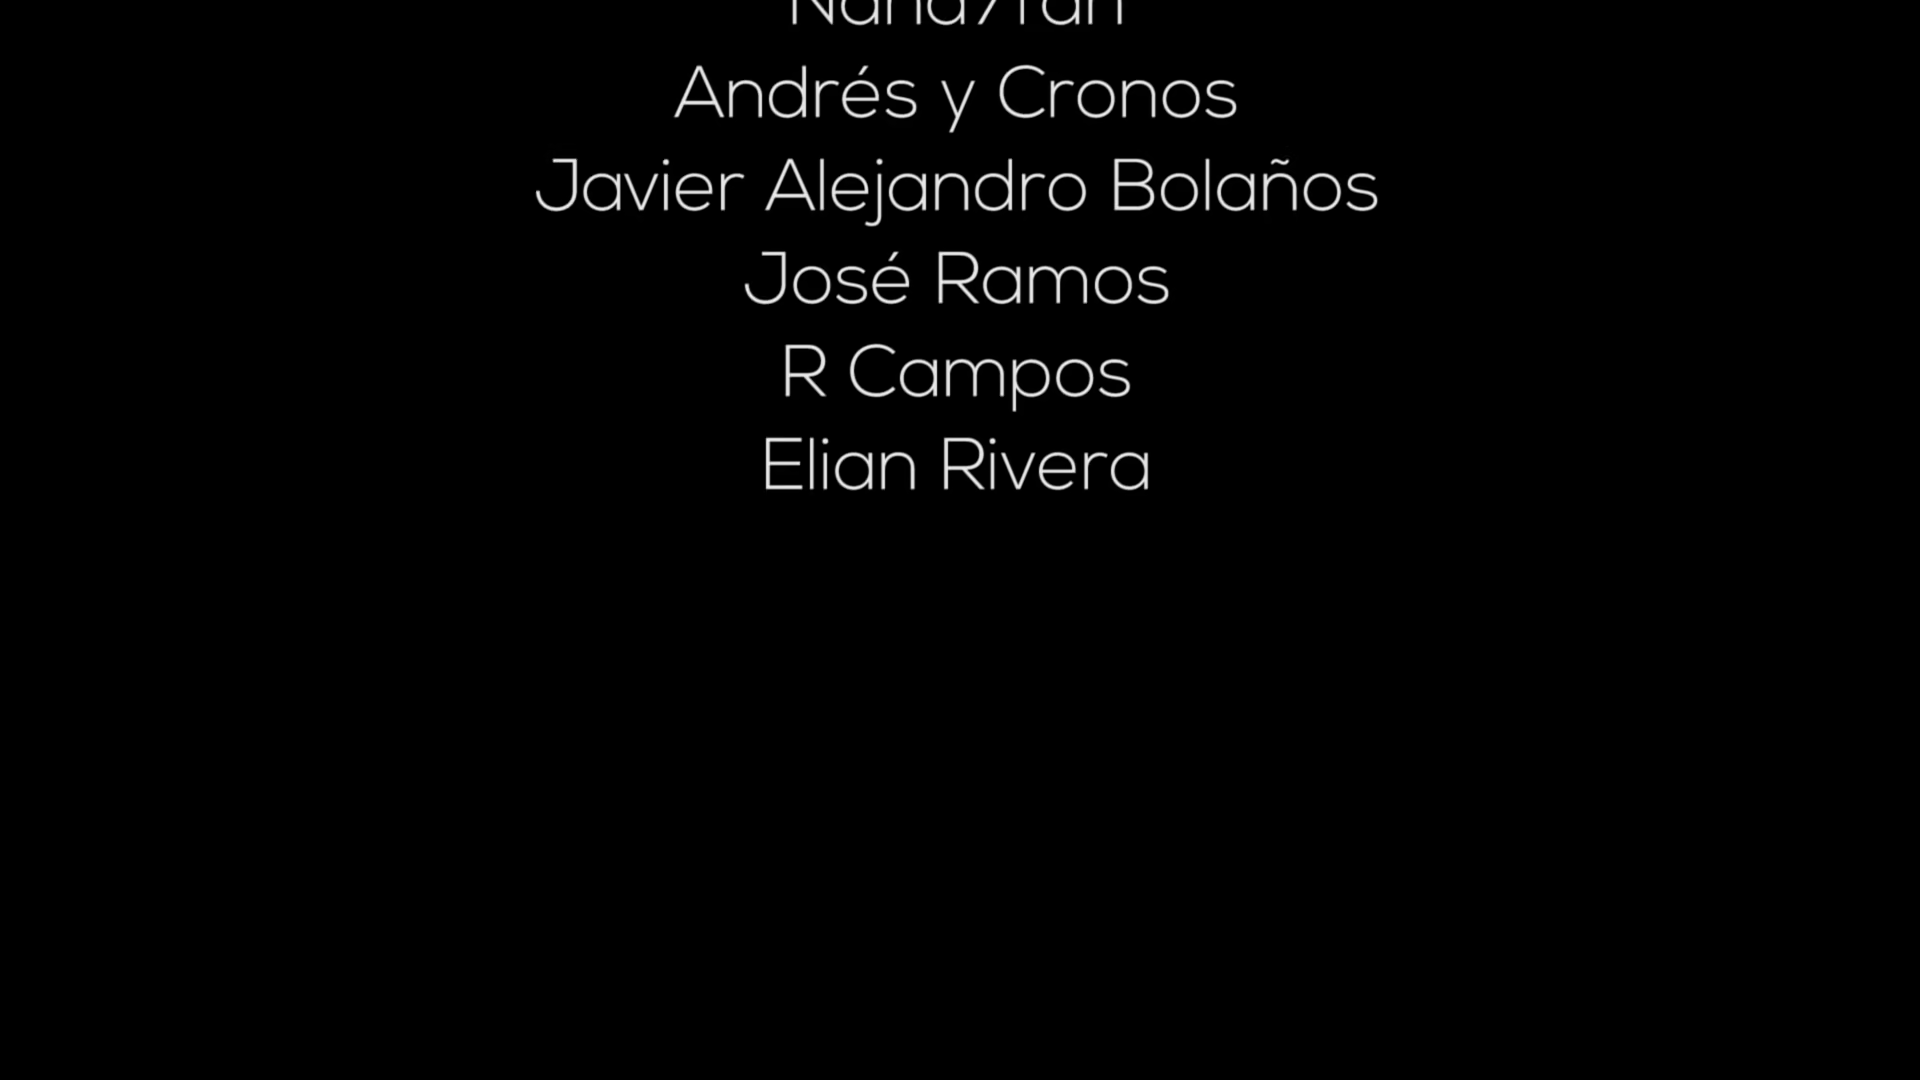 Andrés y Cronos
Javier Alejandro Bolaños
José Ramos
R Campos
Elian Rivera